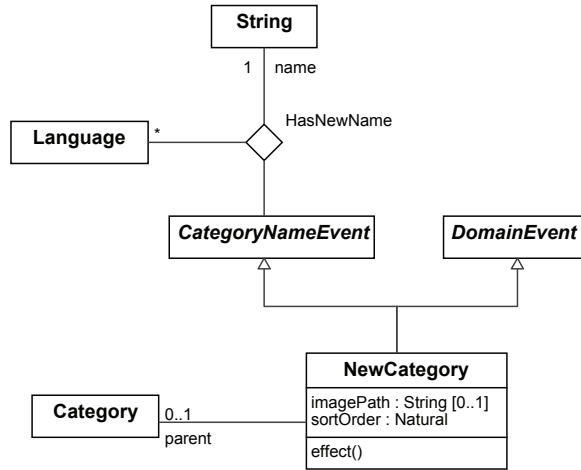 String
1 name
HasNewName
Language *
CategoryNameEvent
DomainEvent
NewCategory
imagePath : String [0..1]
sortOrder : Natural
effect()
Category 0..1
parent